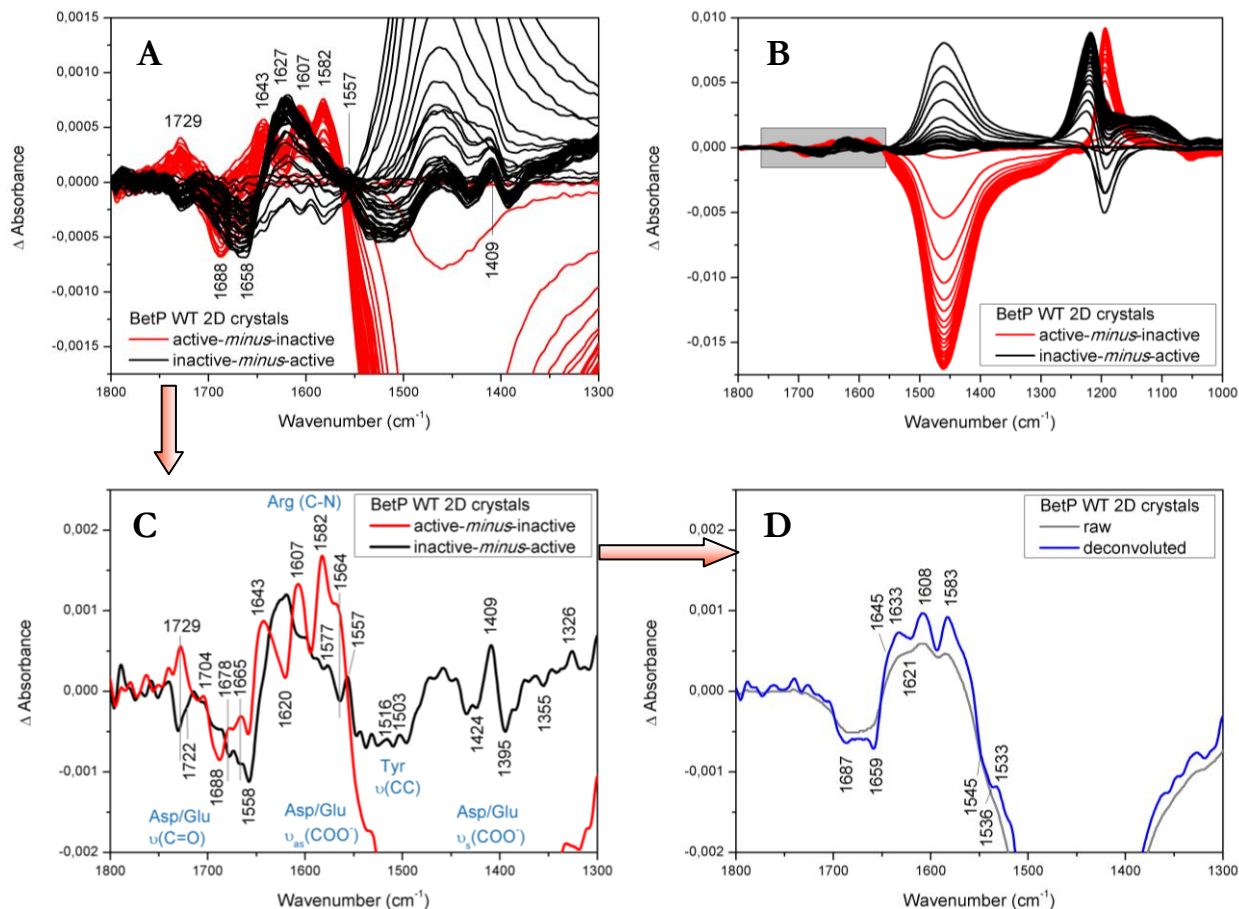 A
0,0015
0,0010
0,0005
0,0000
-0,0005
-0,0010
-0,0015
Δ Absorbance
1729
1643
1627
1607
1582
1557
1688
1658
1409
BetP WT 2D crystals
active-minus-inactive
inactive-minus-active
1800 1700 1600 1500 1400 1300
Wavenumber (cm⁻¹)
B
0,010
0,005
0,000
-0,005
-0,010
-0,015
Δ Absorbance
BetP WT 2D crystals
active-minus-inactive
inactive-minus-active
1800 1700 1600 1500 1400 1300 1200 1100 1000
Wavenumber (cm⁻¹)
C
0,002
0,001
0,000
-0,001
-0,002
Δ Absorbance
Arg (C-N)
BetP WT 2D crystals
active-minus-inactive
inactive-minus-active
1729
1722
1704
1688
1678
1665
1558
1643
1620
1607
1582
1577
1564
1557
1516
1503
1424
1409
1395
1355
1326
Asp/Glu
υ(C=O)
Asp/Glu
υas(COO⁻)
Tyr
υ(CC)
Asp/Glu
υs(COO⁻)
1800 1700 1600 1500 1400 1300
Wavenumber (cm⁻¹)
D
0,002
0,001
0,000
-0,001
-0,002
Δ Absorbance
BetP WT 2D crystals
raw
deconvoluted
1687
1659
1645
1633
1621
1608
1583
1545
1536
1533
1800 1700 1600 1500 1400 1300
Wavenumber (cm⁻¹)